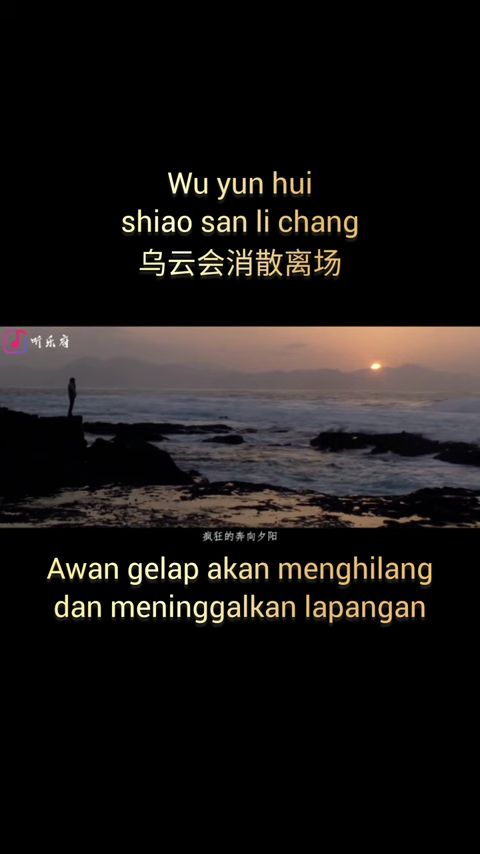 Wu yun hui
shiao san li chang
乌云会消散离场
听乐府
疯狂的奔向夕阳
Awan gelap akan menghilang
dan meninggalkan lapangan